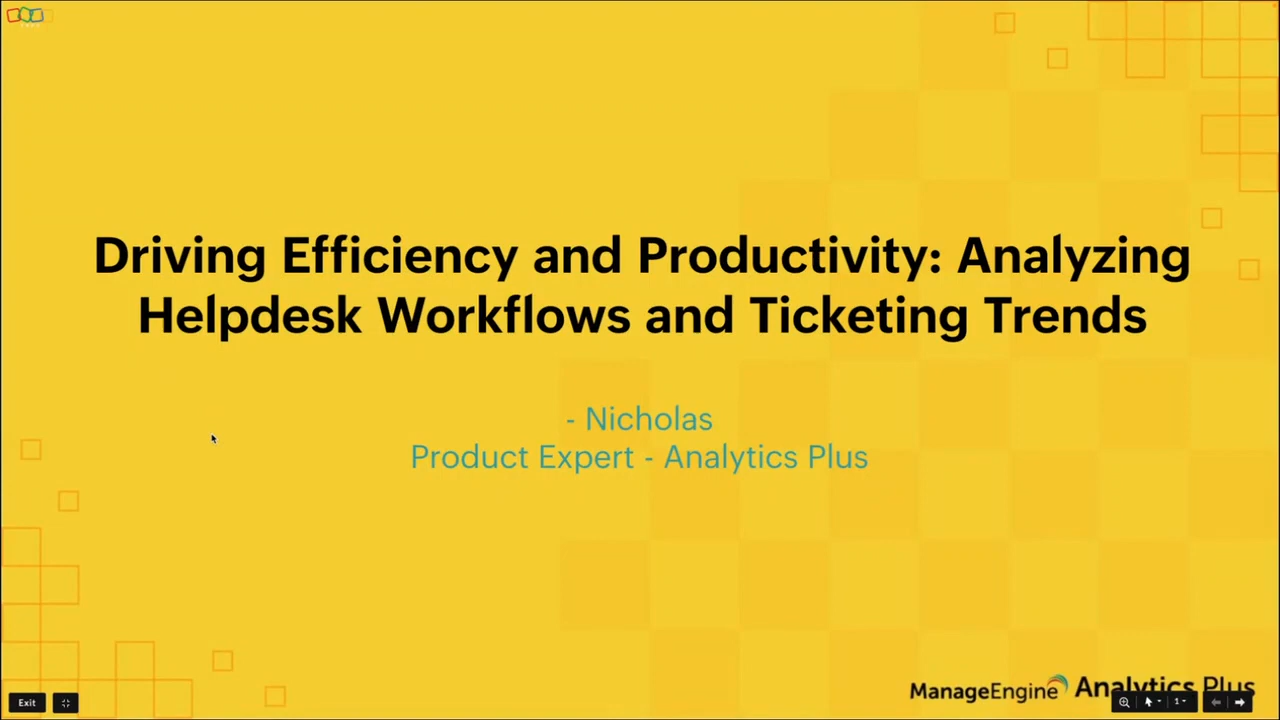 Driving Efficiency and Productivity: Analyzing
Helpdesk Workflows and Ticketing Trends
- Nicholas
Product Expert - Analytics Plus
ManageEngine Analytics Plus
Exit
1